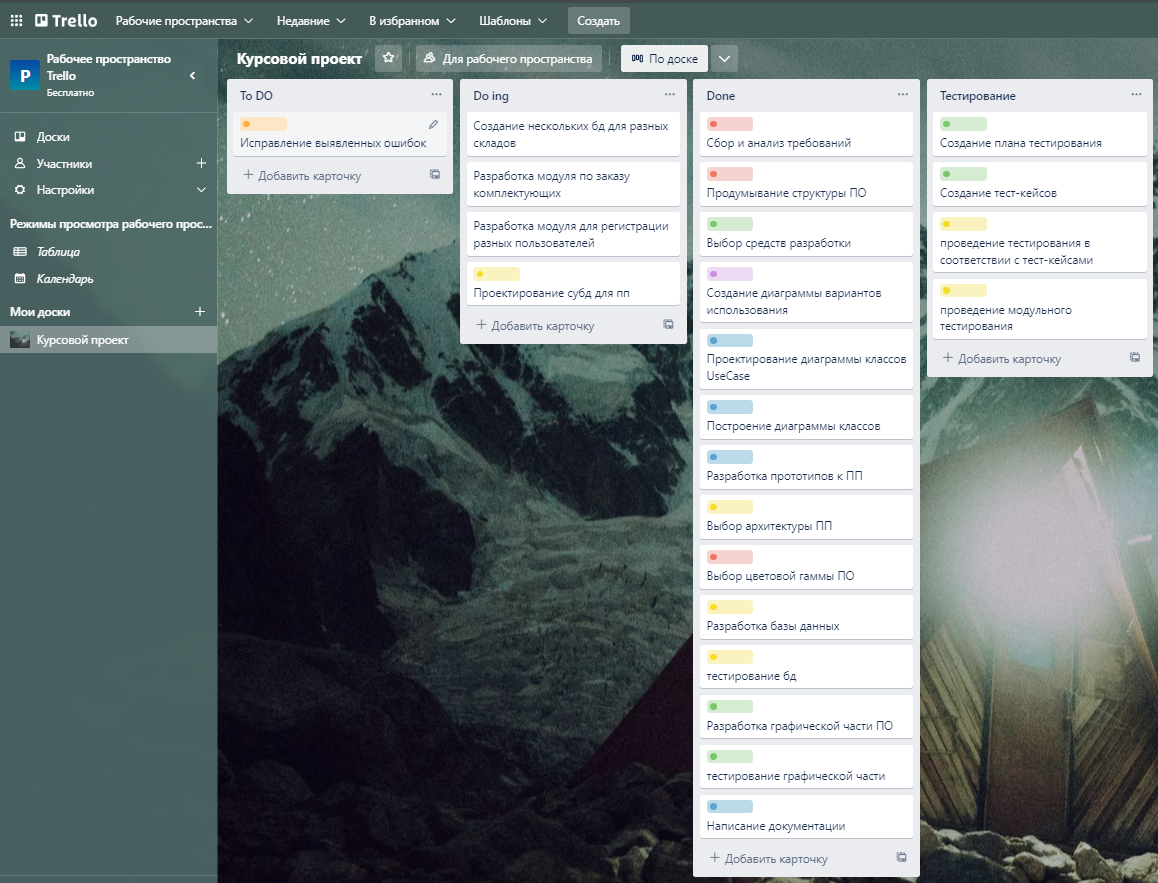 Trello
Рабочие пространства
Недавние
В избранном
Шаблоны
Создать
P
Рабочее пространство
Trello
Бесплатно
Доски
Участники
Настройки
Режимы просмотра рабочего прос...
Таблица
Календарь
Мои доски
Курсовой проект
Курсовой проект
Для рабочего пространства
По доске
To DO
Исправление выявленных ошибок
Добавить карточку
Do ing
Создание нескольких бд для разных
складов
Разработка модуля по заказу
комплектующих
Разработка модуля для регистрации
разных пользователей
Проектирование субд для пп
Добавить карточку
Done
Сбор и анализ требований
Продумывание структуры ПО
Выбор средств разработки
Создание диаграммы вариантов
использования
Проектирование диаграммы классов
UseCase
Построение диаграммы классов
Разработка прототипов к ПП
Выбор архитектуры ПП
Выбор цветовой гаммы ПО
Разработка базы данных
тестирование бд
Разработка графической части ПО
тестирование графической части
Написание документации
Добавить карточку
Тестирование
Создание плана тестирования
Создание тест-кейсов
проведение тестирования в
соответствии с тест-кейсами
проведение модульного
тестирования
Добавить карточку